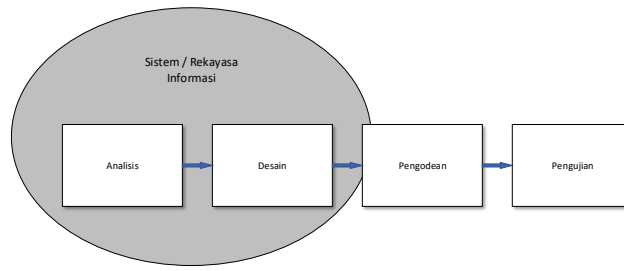 Sistem / Rekayasa
Informasi
Analisis
Desain
Pengodean
Pengujian